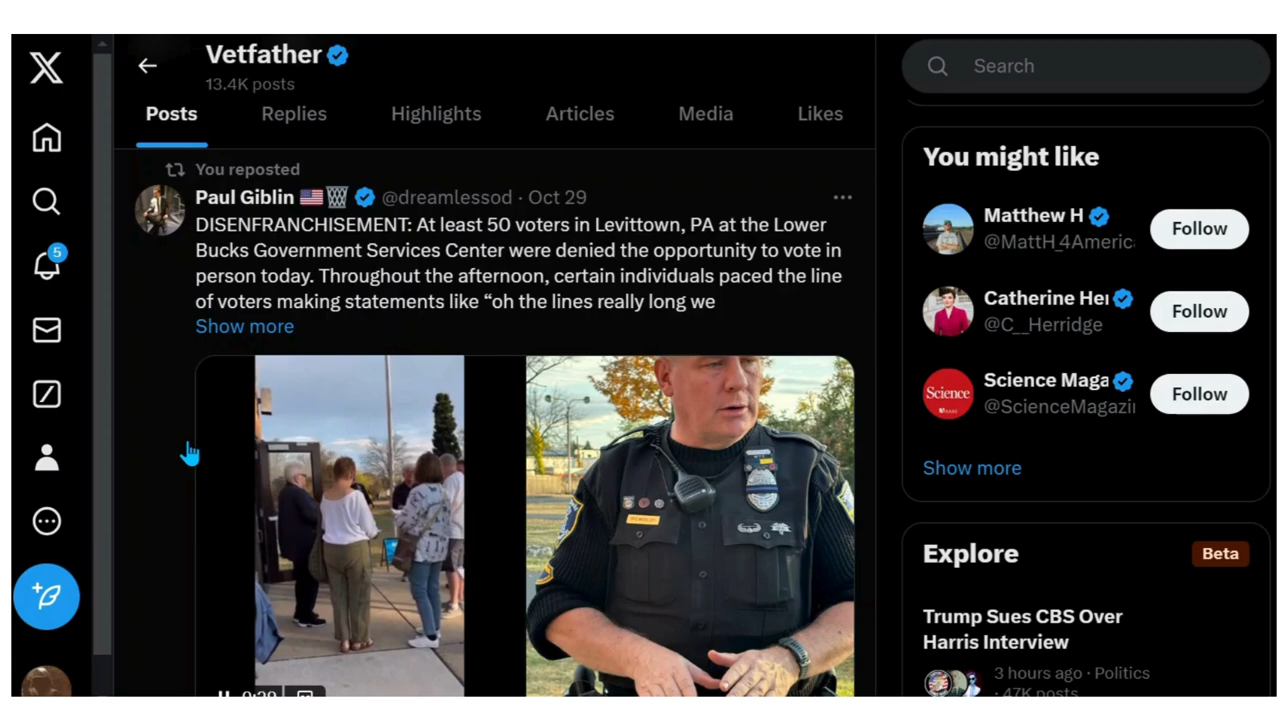 Vetfather
13.4K posts
Posts Replies Highlights Articles Media Likes
You reposted
Paul Giblin @dreamlessod · Oct 29
DISENFRANCHISEMENT: At least 50 voters in Levittown, PA at the Lower
Bucks Government Services Center were denied the opportunity to vote in
person today. Throughout the afternoon, certain individuals paced the line
of voters making statements like “oh the lines really long we
Show more
5
Search
You might like
Matthew H
@MattH_4Americ
Follow
Catherine Her
@C__Herridge
Follow
Science
Science Maga
@ScienceMagazi
Follow
Show more
Explore Beta
Trump Sues CBS Over
Harris Interview
3 hours ago · Politics
· 47K posts